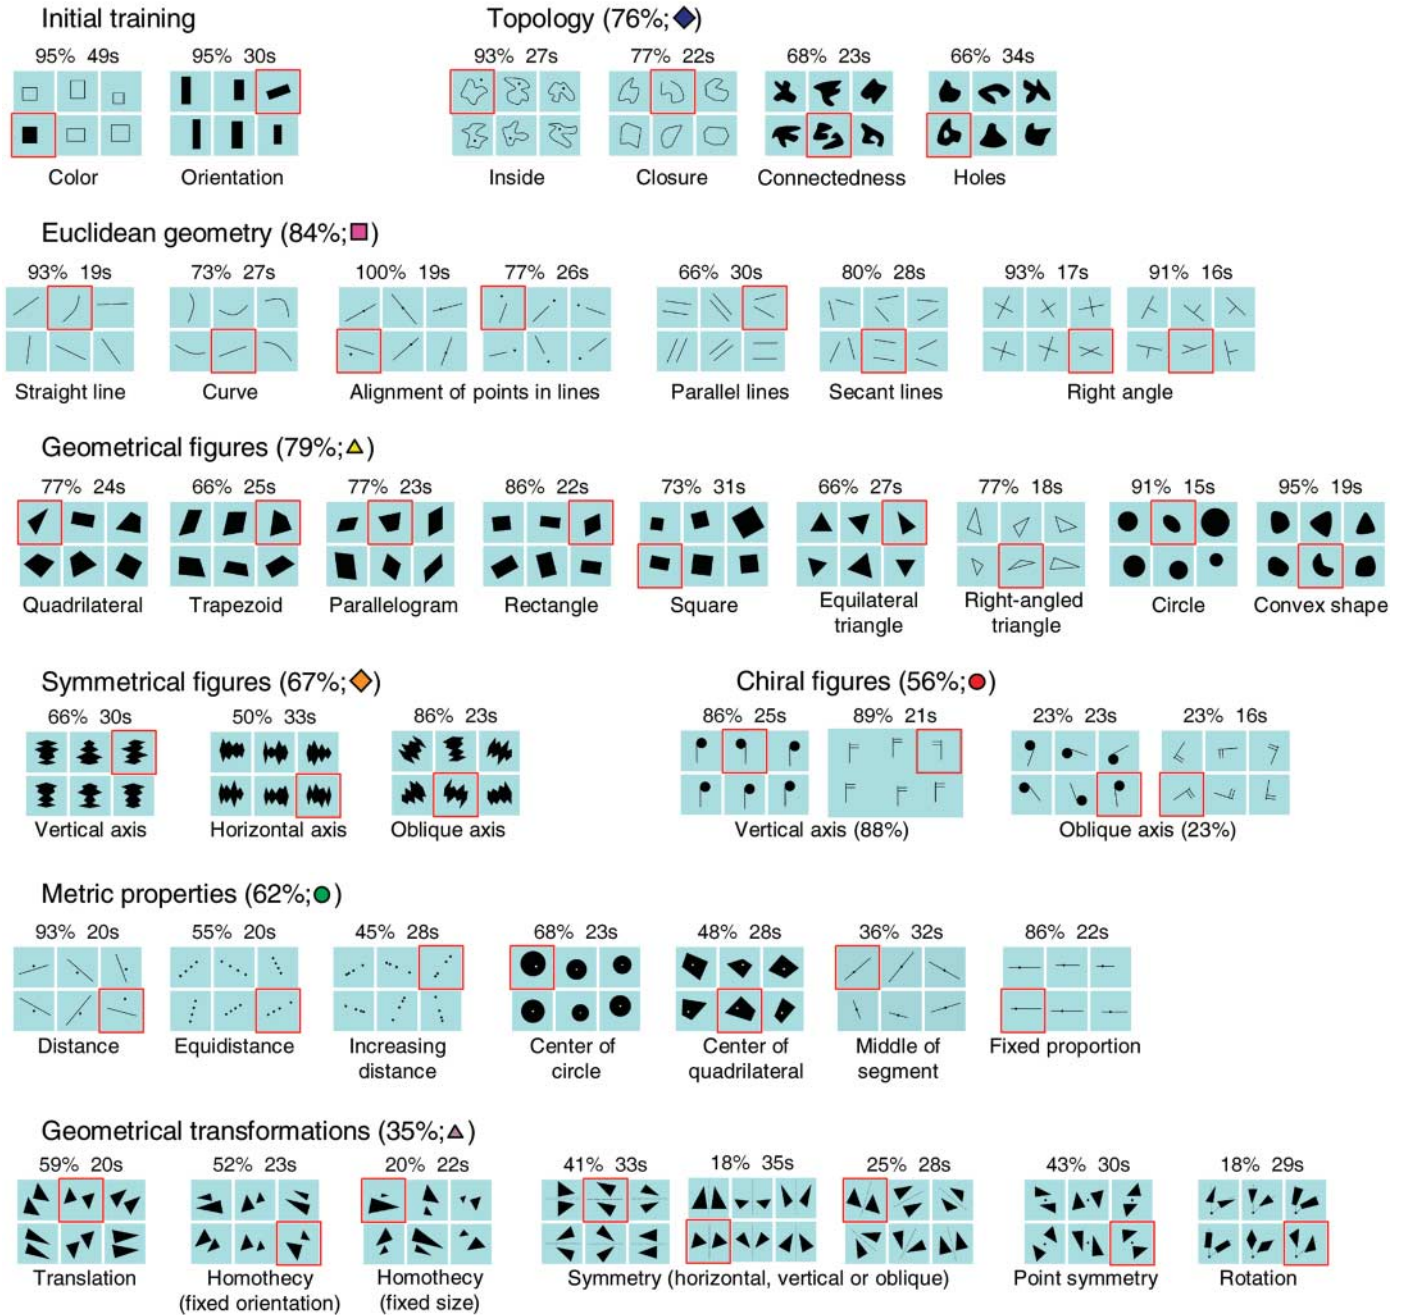 Initial training
Topology (76%; )
95% 49s
95% 30s
93% 27s
77% 22s
68% 23s
66% 34s
Color
Orientation
Inside
Closure
Connectedness
Holes
Euclidean geometry (84%; )
93% 19s
73% 27s
100% 19s
77% 26s
66% 30s
80% 28s
93% 17s
91% 16s
Straight line
Curve
Alignment of points in lines
Parallel lines
Secant lines
Right angle
Geometrical figures (79%; )
77% 24s
66% 25s
77% 23s
86% 22s
73% 31s
66% 27s
77% 18s
91% 15s
95% 19s
Quadrilateral
Trapezoid
Parallelogram
Rectangle
Square
Equilateral
triangle
Right-angled
triangle
Circle
Convex shape
Symmetrical figures (67%; )
Chiral figures (56%; )
66% 30s
50% 33s
86% 23s
86% 25s
89% 21s
23% 23s
23% 16s
Vertical axis
Horizontal axis
Oblique axis
Vertical axis (88%)
Oblique axis (23%)
Metric properties (62%; )
93% 20s
55% 20s
45% 28s
68% 23s
48% 28s
36% 32s
86% 22s
Distance
Equidistance
Increasing
distance
Center of
circle
Center of
quadrilateral
Middle of
segment
Fixed proportion
Geometrical transformations (35%; )
59% 20s
52% 23s
20% 22s
41% 33s
18% 35s
25% 28s
43% 30s
18% 29s
Translation
Homothecy
(fixed orientation)
Homothecy
(fixed size)
Symmetry (horizontal, vertical or oblique)
Point symmetry
Rotation